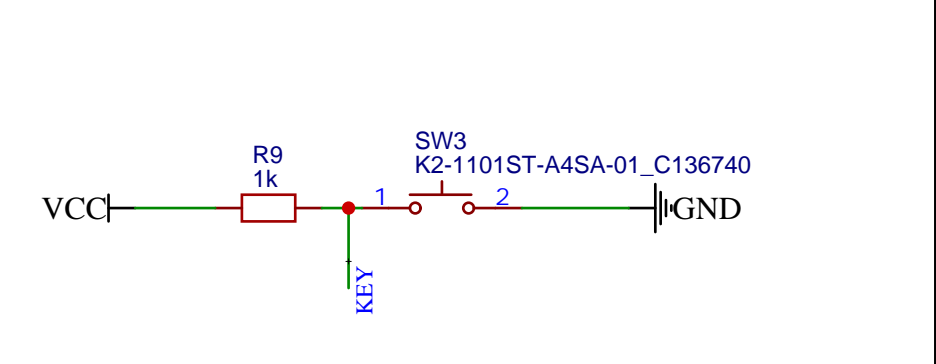 SW3
K2-1101ST-A4SA-01_C136740
R9
1k
VCC
1
2
GND
KEY